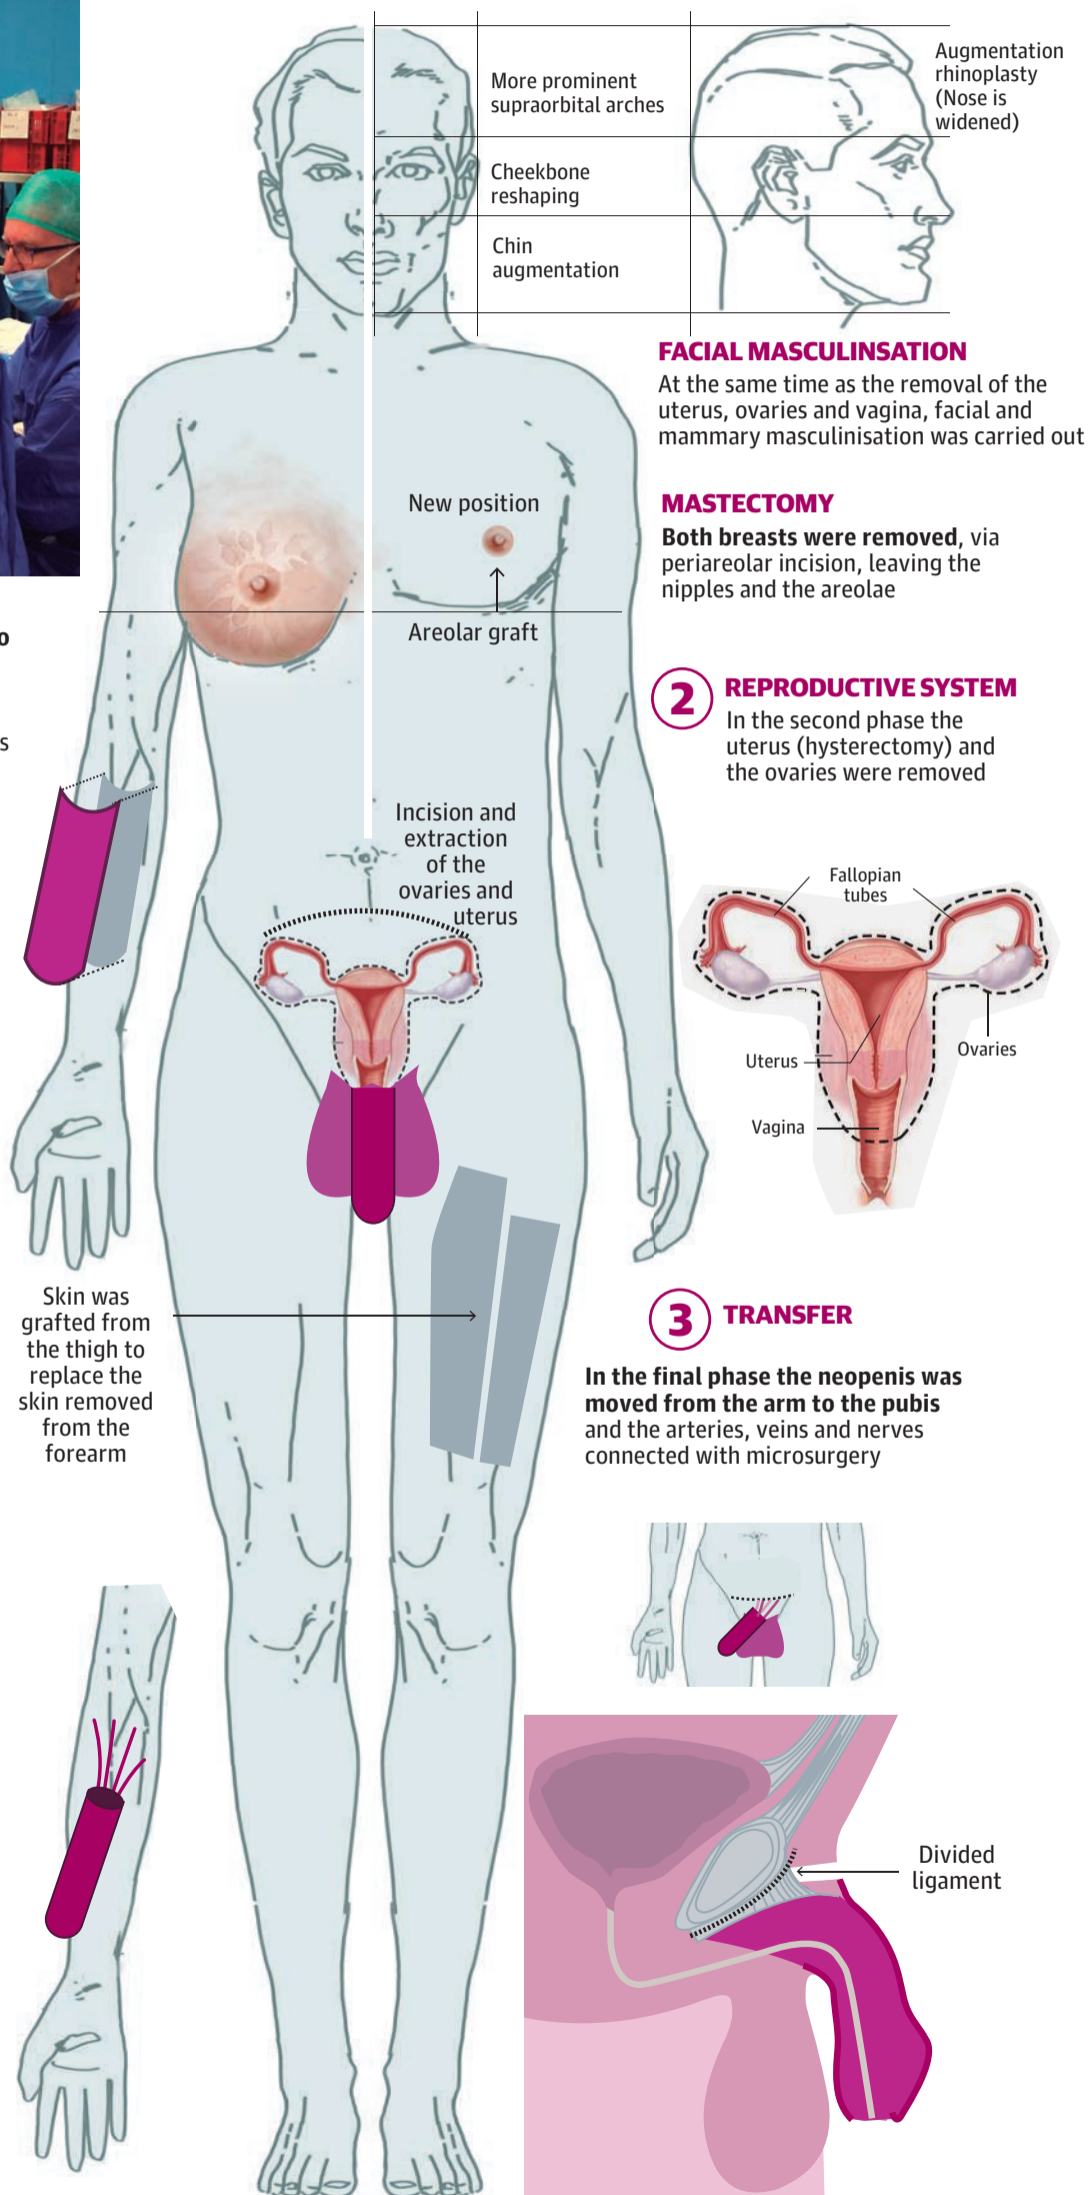 More prominent
supraorbital arches
Augmentation
rhinoplasty
(Nose is
widened)
Cheekbone
reshaping
Chin
augmentation
FACIAL MASCULINSATION
At the same time as the removal of the
uterus, ovaries and vagina, facial and
mammary masculinisation was carried out
New position
Areolar graft
MASTECTOMY
Both breasts were removed, via
periareolar incision, leaving the
nipples and the areolae
o
s
2
REPRODUCTIVE SYSTEM
In the second phase the
uterus (hysterectomy) and
the ovaries were removed
Incision and
extraction
of the
ovaries and
uterus
Fallopian
tubes
Uterus
Ovaries
Vagina
Skin was
grafted from
the thigh to
replace the
skin removed
from the
forearm
3
TRANSFER
In the final phase the neopenis was
moved from the arm to the pubis
and the arteries, veins and nerves
connected with microsurgery
Divided
ligament